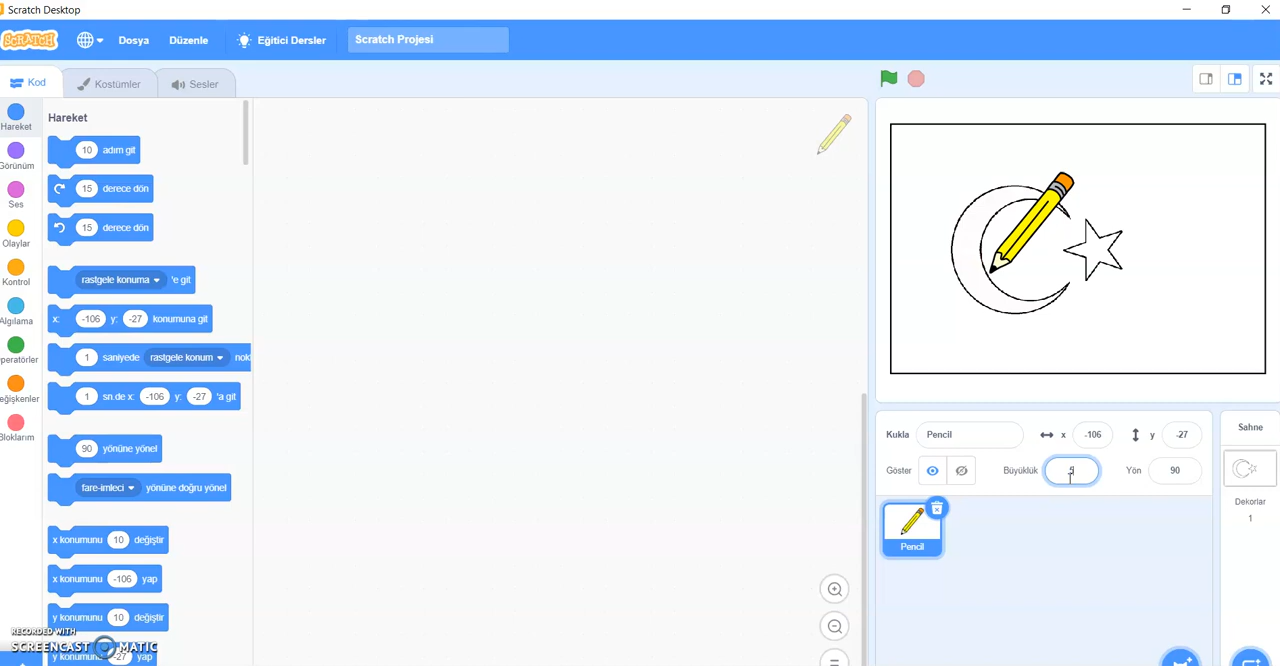 Scratch Desktop
SCRATCH
Dosya
Düzenle
Eğitici Dersler
Scratch Projesi
Kod
Kostümler
Sesler
Hareket
Görünüm
Ses
Olaylar
Kontrol
Algılama
peratörler
eğişkenler
Bloklarım
Hareket
10 adım git
15 derece dön
15 derece dön
rastgele konuma 'e git
x: -106 y: -27 konumuna git
1 saniyede rastgele konum nok
1 sn.de x: -106 y: -27 'a git
90 yönüne yönel
fare-imleci yönüne doğru yönel
x konumunu 10 değiştir
x konumunu -106 yap
y konumunu 10 değiştir
y konumunu -27 yap
RECORDED WITH
SCREENCAST MATIC
Kukla Pencil x -106 y -27
Göster Büyüklük Yön 90
Pencil
Sahne
Dekorlar
1